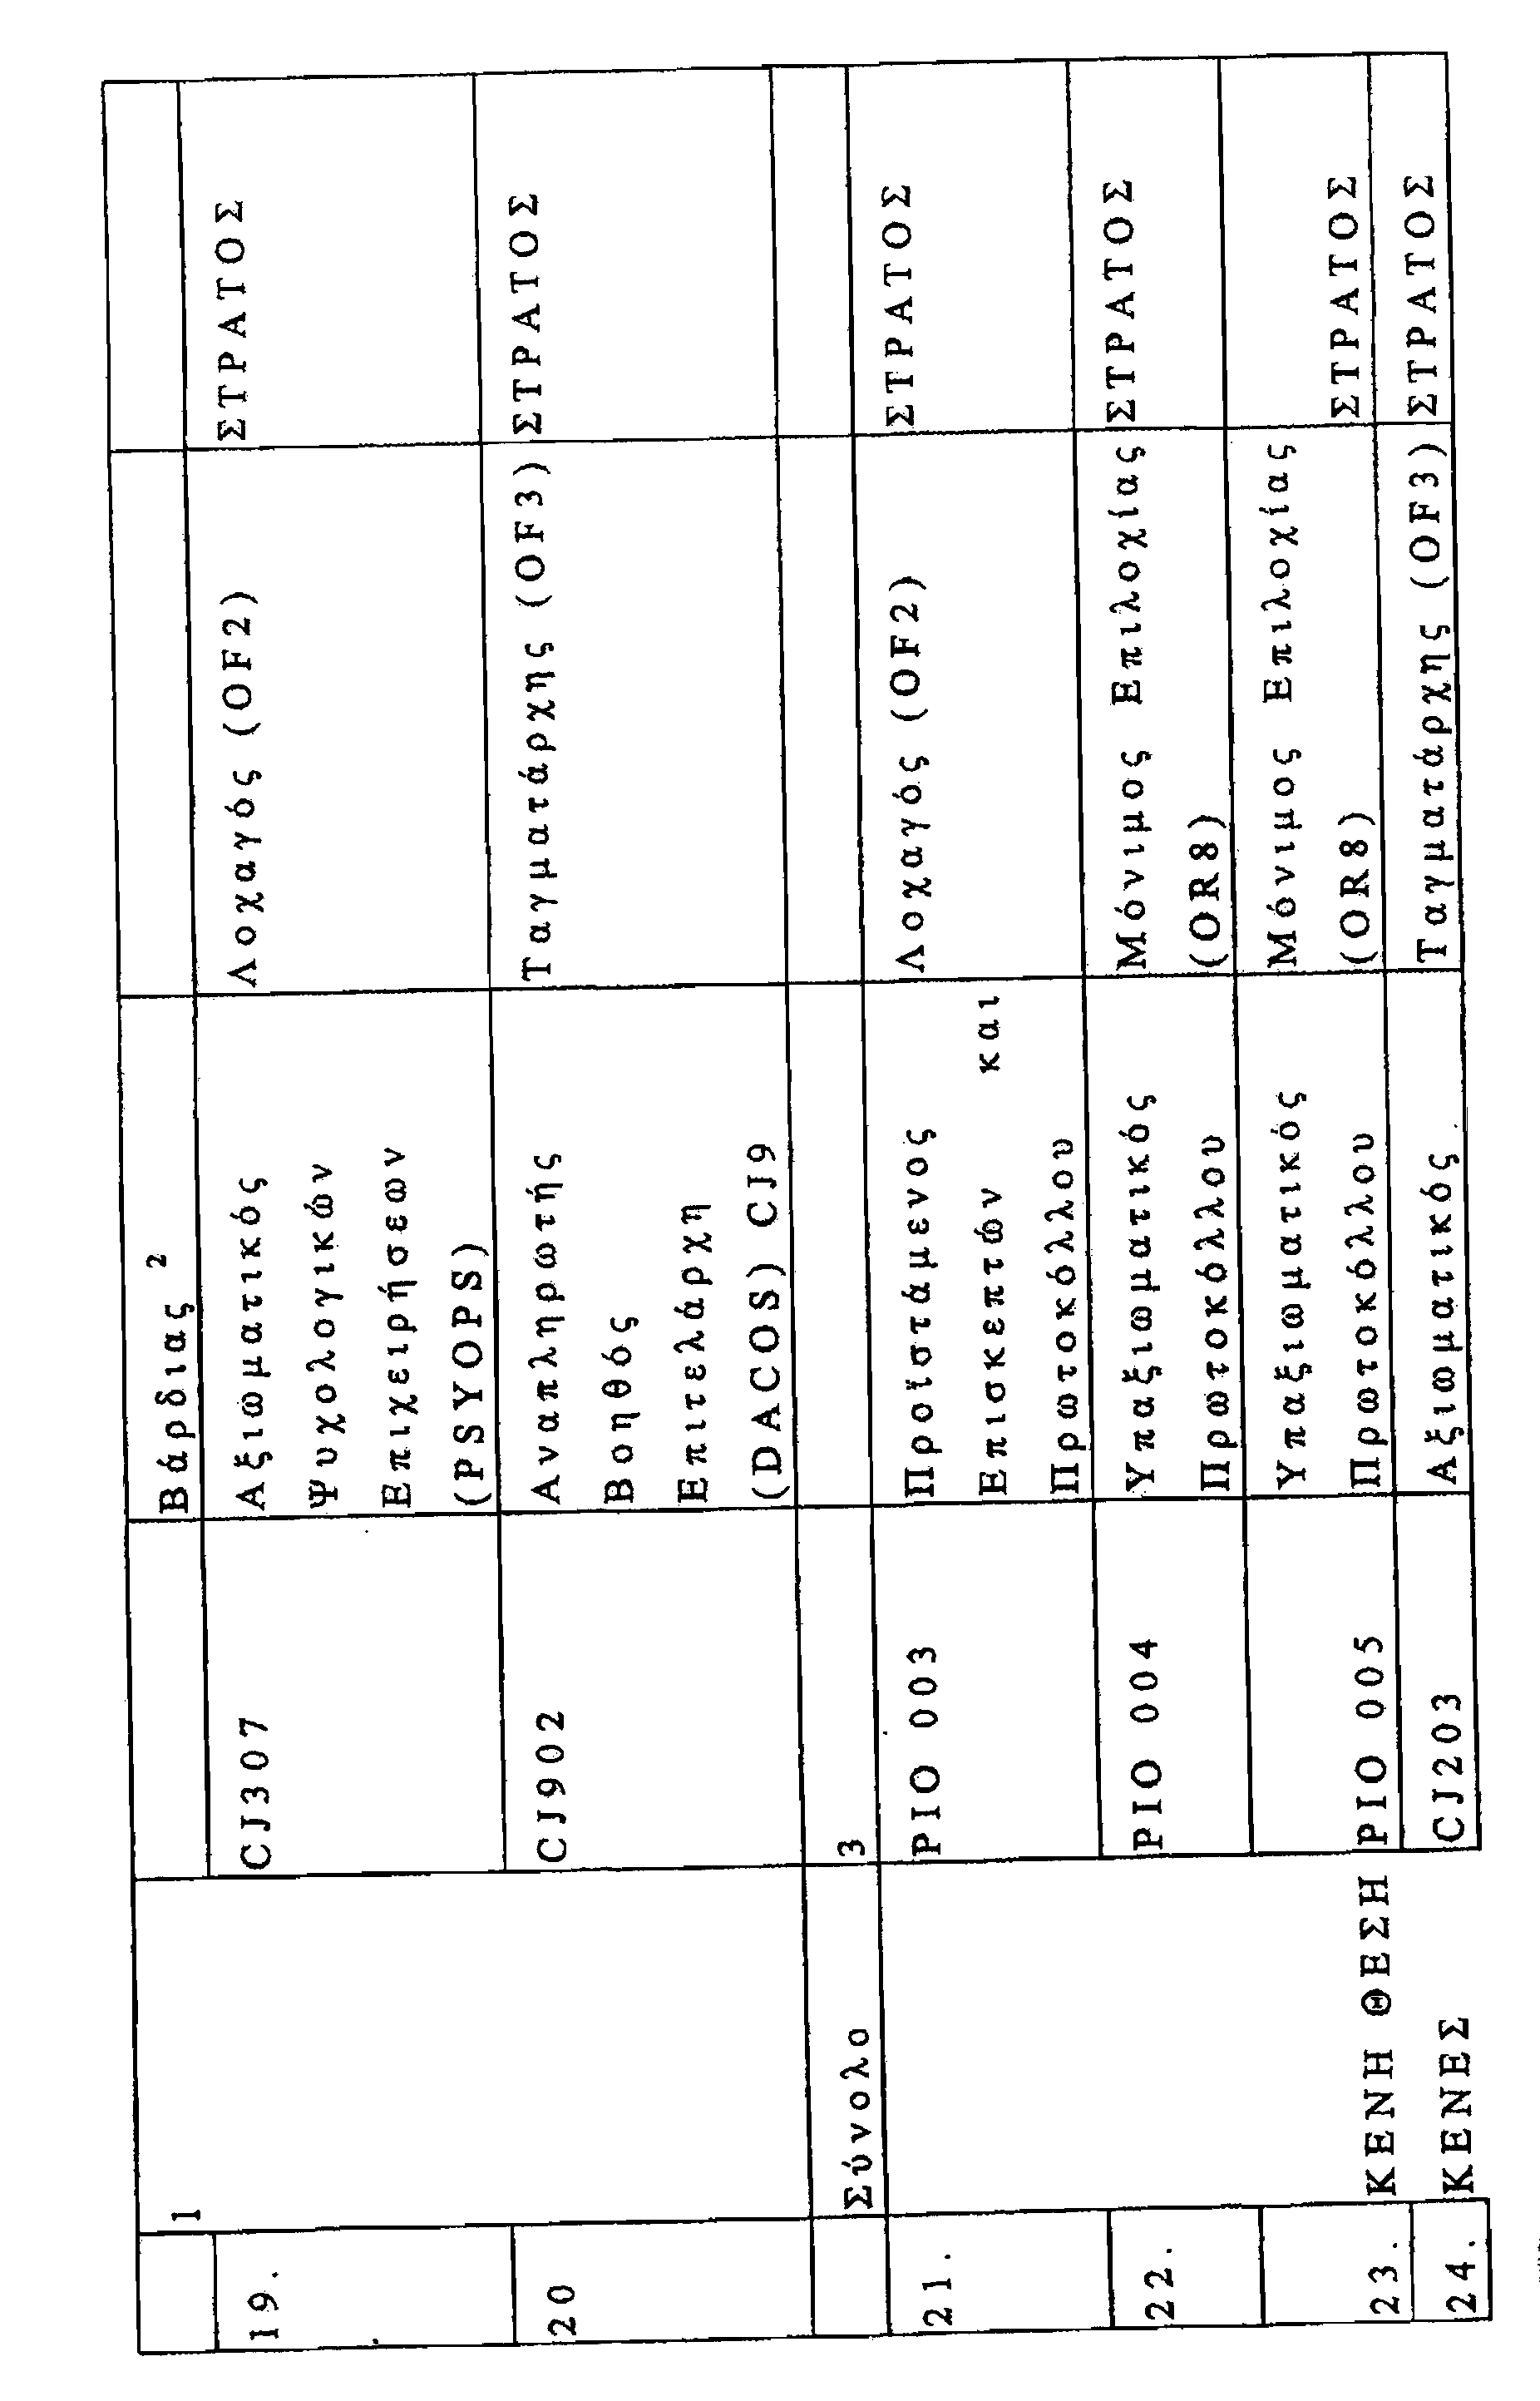 1 Βάρδιας 2
19. CJ307 Αξιωματικός Λοχαγός (OF2) ΣΤΡΑΤΟΣ
Ψυχολογικών
Επιχειρήσεων
(PSYOPS)
20 CJ902 Αναπληρωτής Ταγματάρχης (OF3) ΣΤΡΑΤΟΣ
Βοηθός
Επιτελάρχη
(DACOS) CJ9
Σύνολο 3
21. PIO 003 Προϊστάμενος Λοχαγός (OF2) ΣΤΡΑΤΟΣ
Επισκεπτών και
Πρωτοκόλλου
22. PIO 004 Υπαξιωματικός Μόνιμος Επιλοχίας ΣΤΡΑΤΟΣ
Πρωτοκόλλου (OR8)
Υπαξιωματικός Μόνιμος Επιλοχίας
23. ΚΕΝΗ ΘΕΣΗ PIO 005 Πρωτοκόλλου (OR8) ΣΤΡΑΤΟΣ
24. ΚΕΝΕΣ CJ203 Αξιωματικός Ταγματάρχης (OF3) ΣΤΡΑΤΟΣ